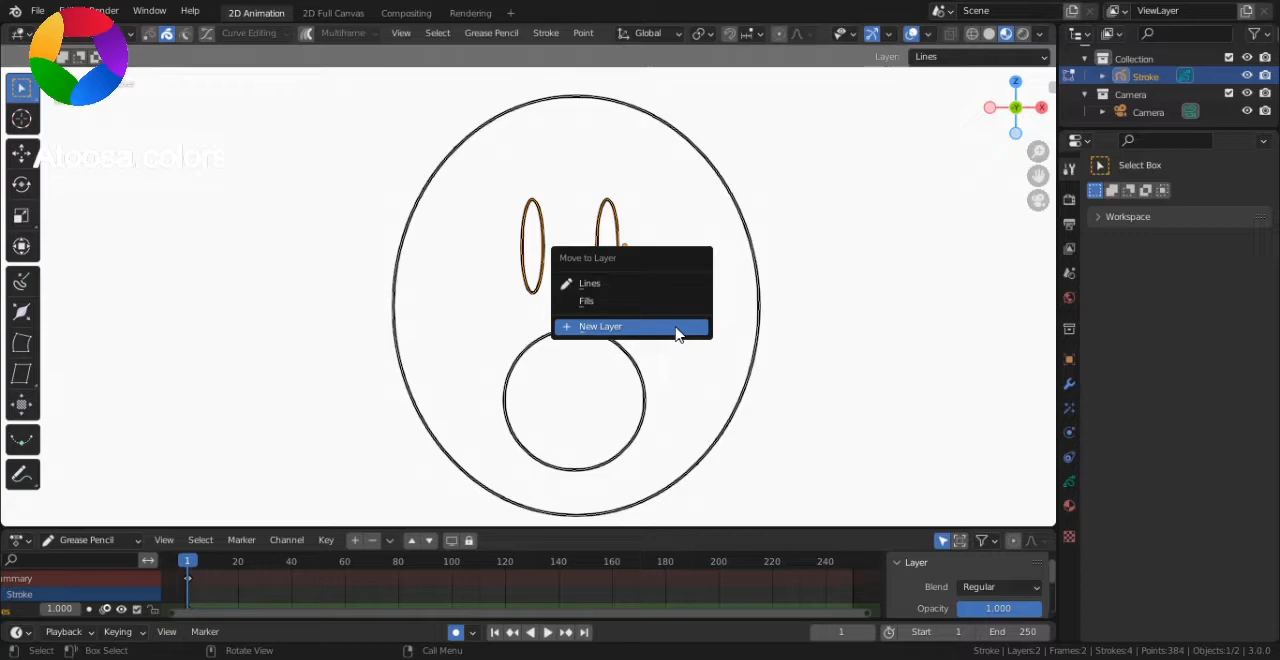 File Render Window Help 2D Animation 2D Full Canvas Compositing Rendering + Scene ViewLayer
Curve Editing Multiframe View Select Grease Pencil Stroke Point Global
Layer: Lines
Collection
Stroke
Camera
Camera
Atoosa colors
Select Box
Workspace
Z
Y
X
Move to Layer
Lines
Fills
New Layer
Grease Pencil View Select Marker Channel Key
1 20 40 60 80 100 120 140 160 180 200 220 240
ummary
Stroke
es 1.000
Layer
Blend Regular
Opacity 1.000
Playback Keying View Marker 1 Start 1 End 250
Select Box Select Rotate View Call Menu Stroke | Layers:2 | Frames:2 | Strokes:4 | Points:384 | Objects:1/2 | 3.0.0